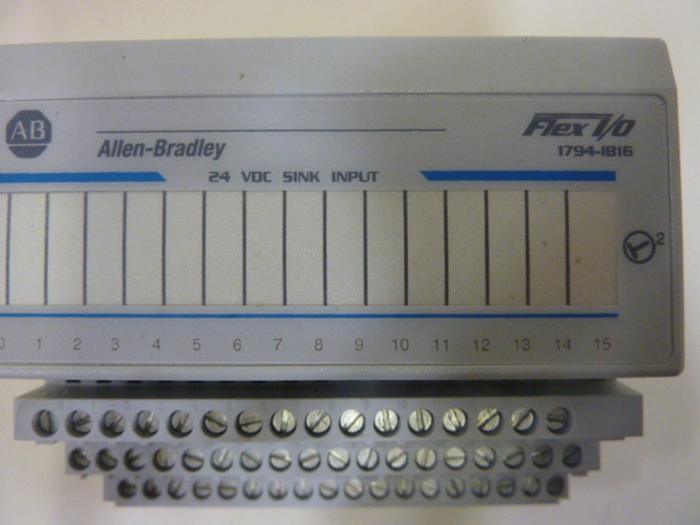 AB
Allen-Bradley
Flex I/O
1794-IB16
24 VDC SINK INPUT
2
0 1 2 3 4 5 6 7 8 9 10 11 12 13 14 15